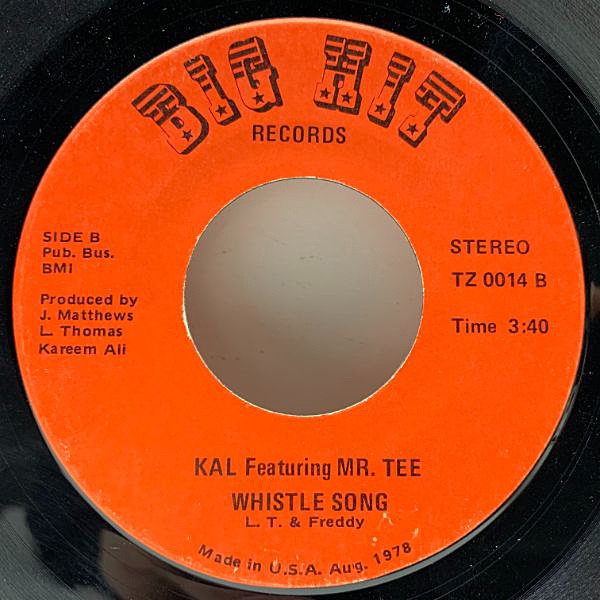 BIG HIT
RECORDS
SIDE B
Pub. Bus.
BMI
Produced by
J. Matthews
L. Thomas
Kareem Ali
STEREO
TZ 0014 B
Time 3:40
KAL Featuring MR. TEE
WHISTLE SONG
L. T. & Freddy
Made in U.S.A. Aug. 1978